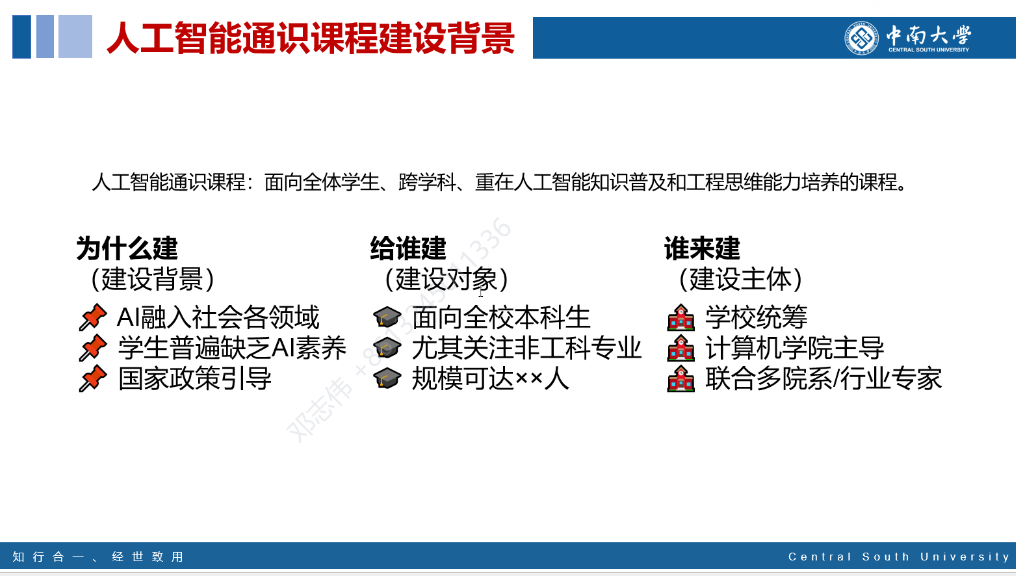 人工智能通识课程建设背景
中南大学
CENTRAL SOUTH UNIVERSITY
人工智能通识课程：面向全体学生、跨学科、重在人工智能知识普及和工程思维能力培养的课程。
为什么建
（建设背景）
AI融入社会各领域
学生普遍缺乏AI素养
国家政策引导
给谁建
（建设对象）
面向全校本科生
尤其关注非工科专业
规模可达××人
谁来建
（建设主体）
学校统筹
计算机学院主导
联合多院系/行业专家
邓志伟
知行合一、经世致用
Central South University